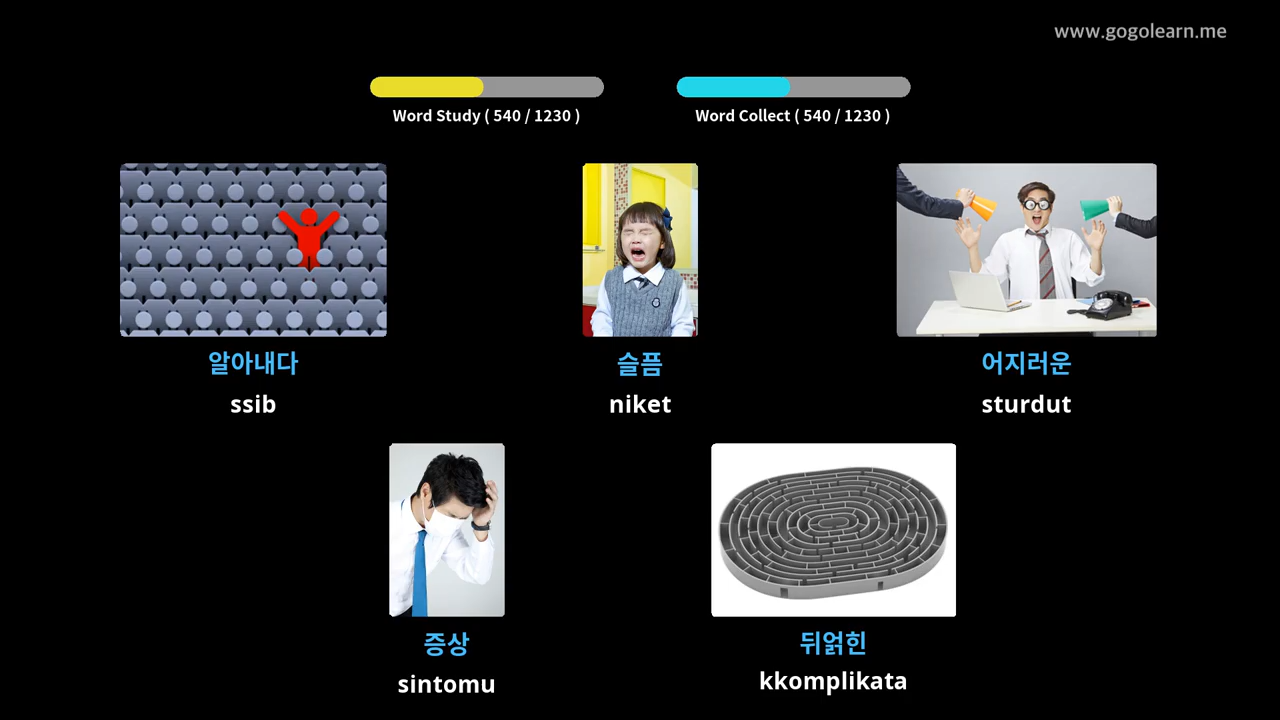 www.gogolearn.me
Word Study ( 540 / 1230 )
Word Collect ( 540 / 1230 )
알아내다
ssib
슬픔
niket
어지러운
sturdut
증상
sintomu
뒤얽힌
kkomplikata